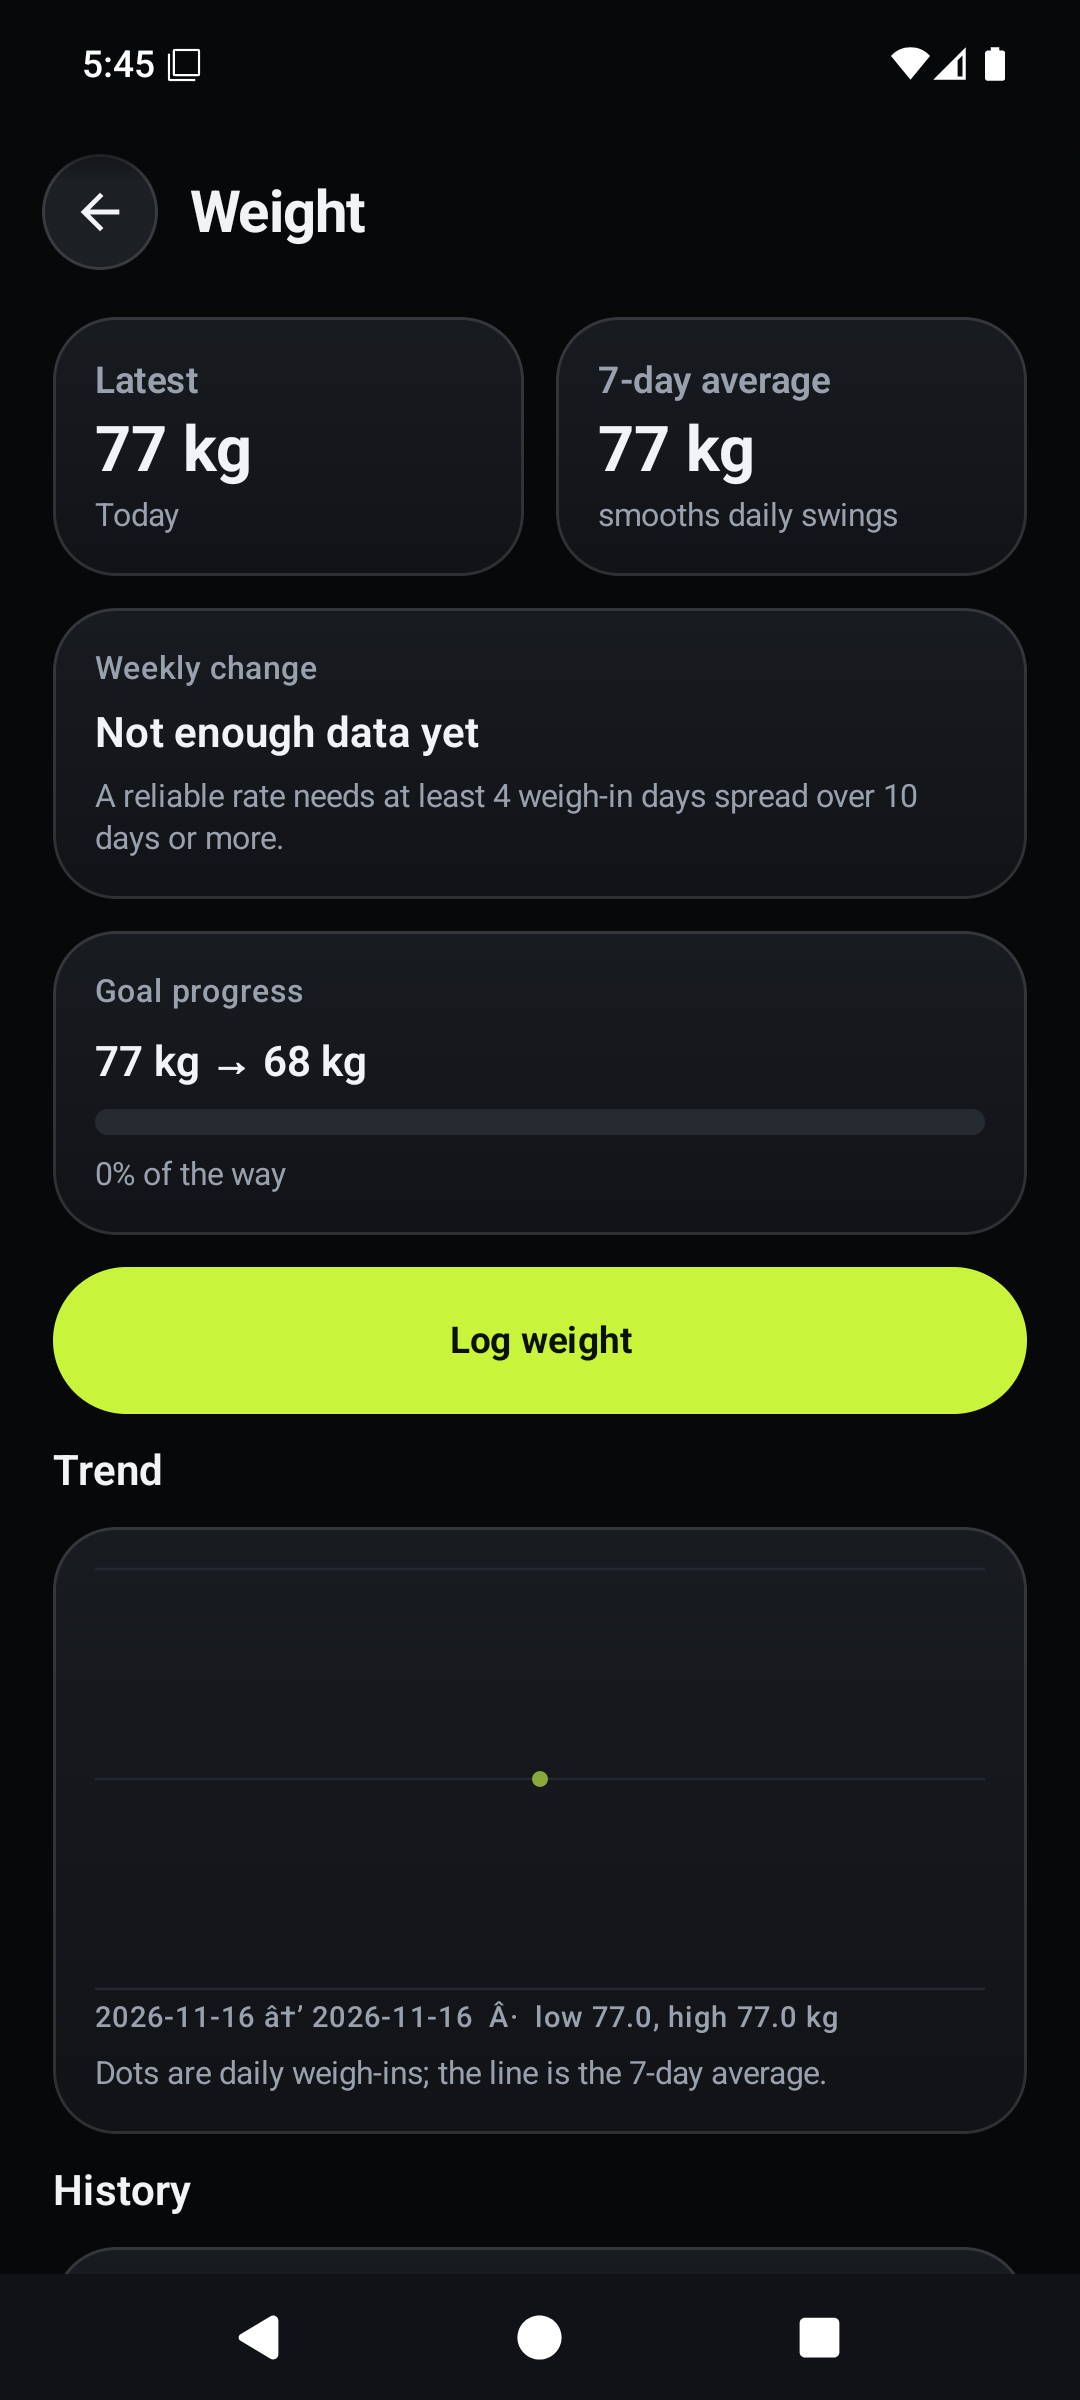 5:45
Weight
Latest
77 kg
Today
7-day average
77 kg
smooths daily swings
Weekly change
Not enough data yet
A reliable rate needs at least 4 weigh-in days spread over 10
days or more.
Goal progress
77 kg → 68 kg
0% of the way
Log weight
Trend
2026-11-16 â†’ 2026-11-16 Â· low 77.0, high 77.0 kg
Dots are daily weigh-ins; the line is the 7-day average.
History